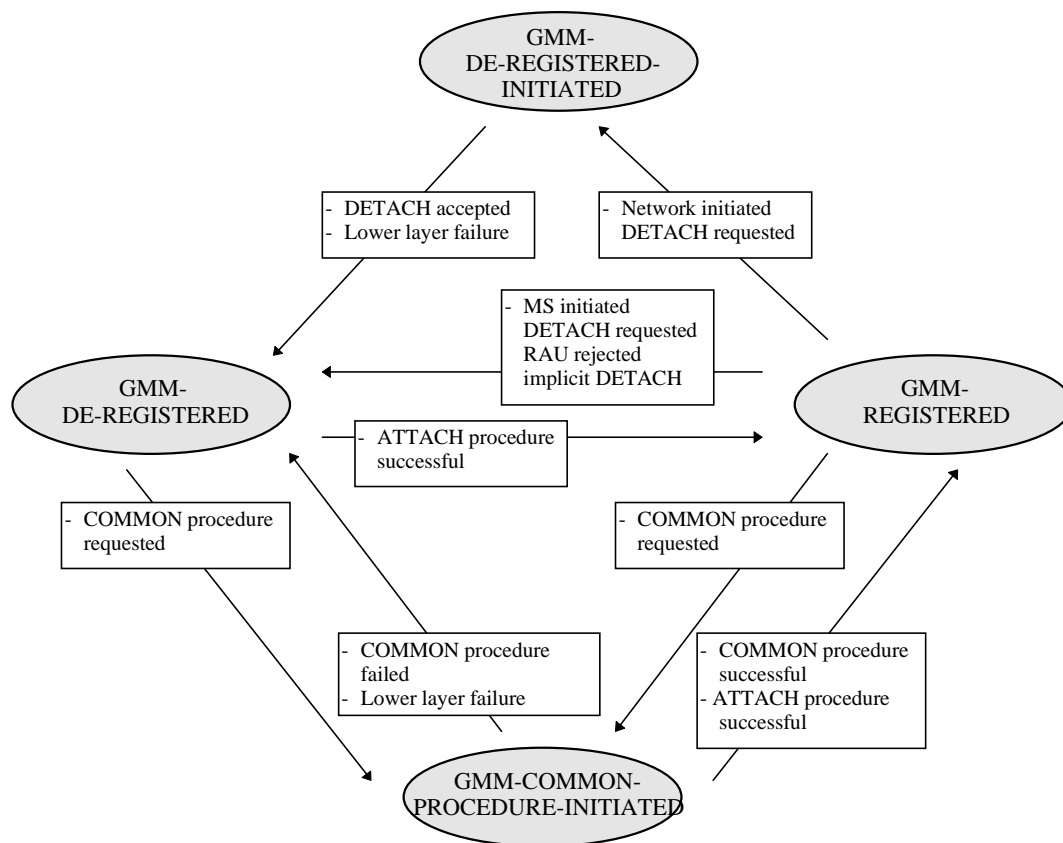 GMM-
DE-REGISTERED-
INITIATED
- DETACH accepted
- Lower layer failure
- Network initiated
DETACH requested
- MS initiated
DETACH requested
RAU rejected
implicit DETACH
GMM-
DE-REGISTERED
GMM-
REGISTERED
- ATTACH procedure
successful
- COMMON procedure
requested
- COMMON procedure
requested
- COMMON procedure
failed
- Lower layer failure
- COMMON procedure
successful
- ATTACH procedure
successful
GMM-COMMON-
PROCEDURE-INITIATED